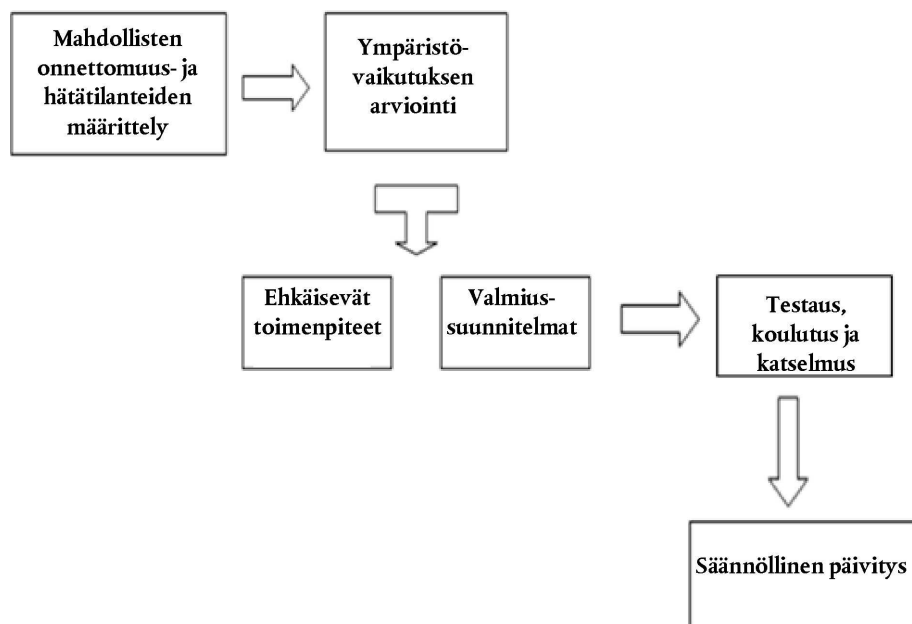 Mahdollisten
onnettomuus- ja
hätätilanteiden
määrittely
Ympäristö-
vaikutuksen
arviointi
Ehkäisevät
toimenpiteet
Valmius-
suunnitelmat
Testaus,
koulutus ja
katselmus
Säännöllinen päivitys